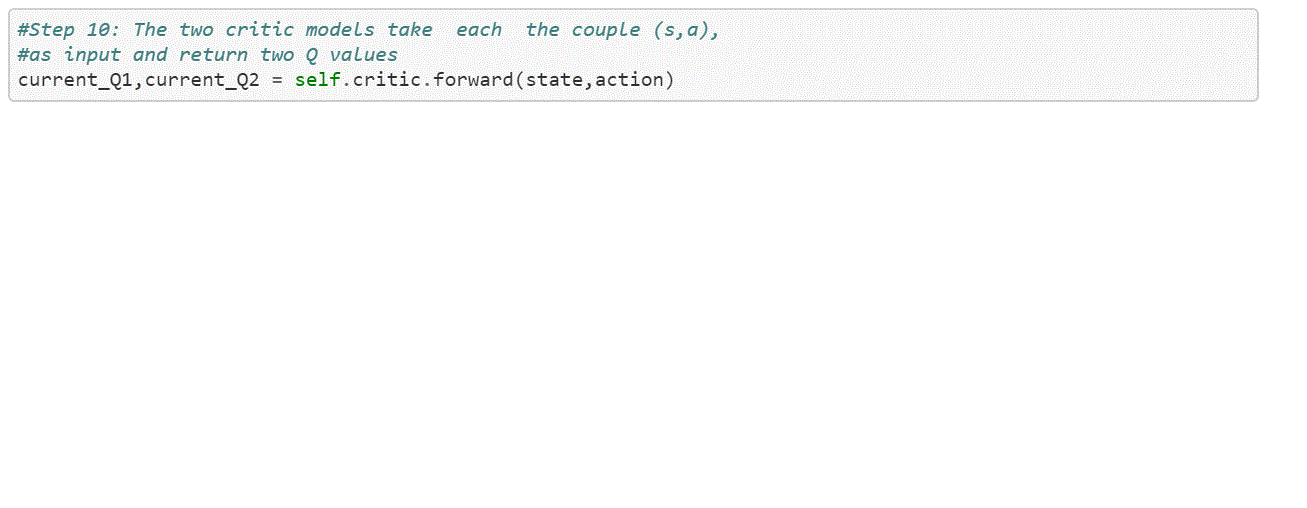 #Step 10: The two critic models take  each  the couple (s,a),
#as input and return two Q values
current_Q1,current_Q2 = self.critic.forward(state,action)